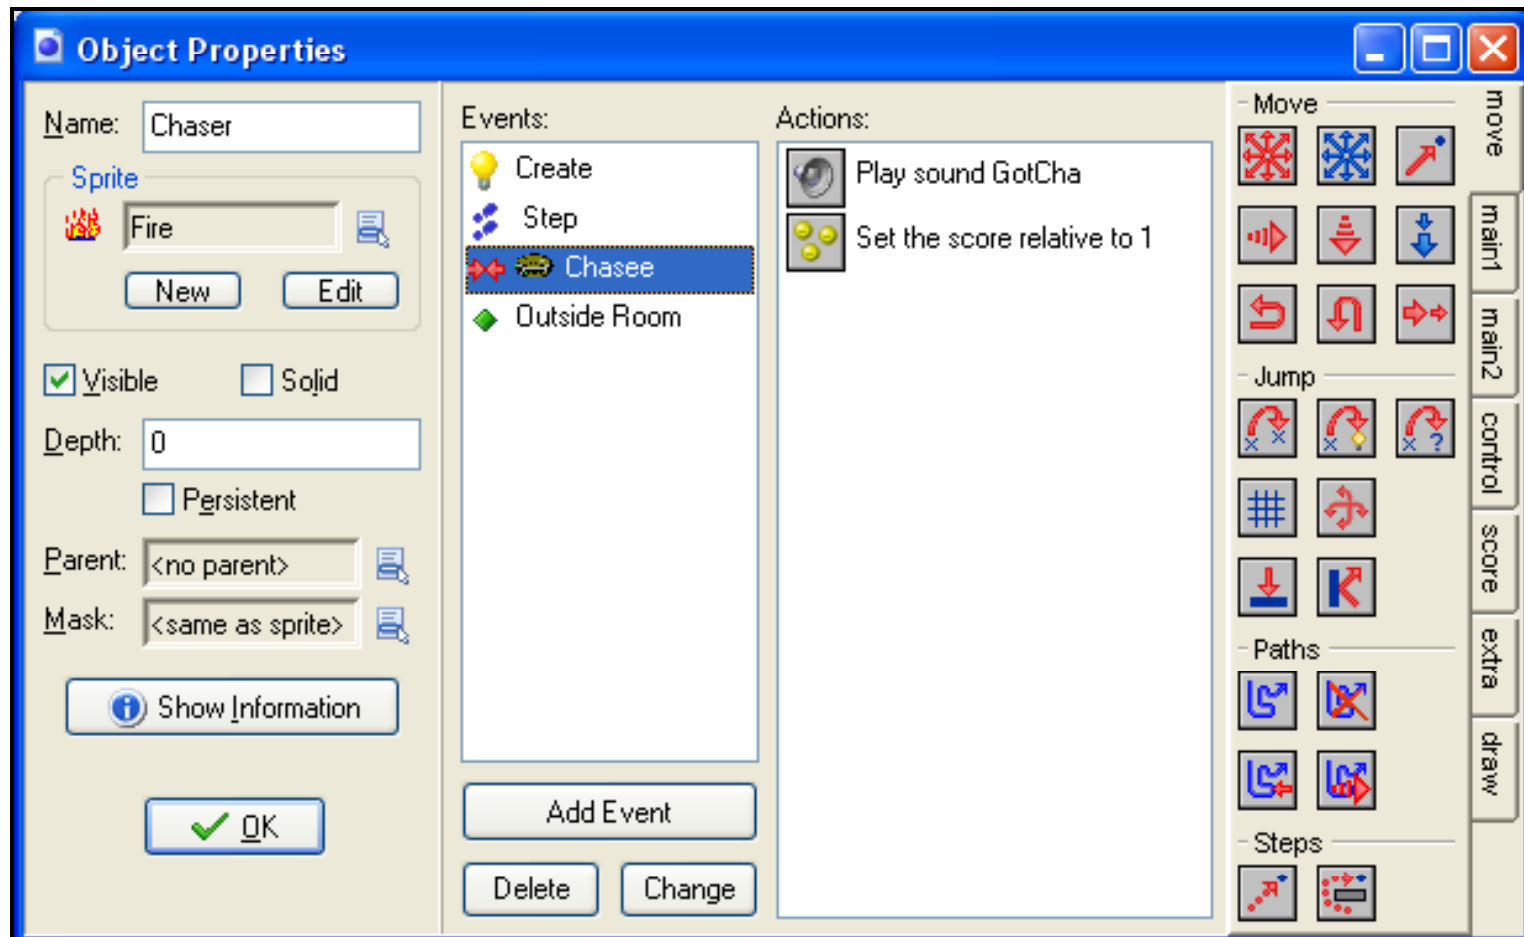 Object Properties
Name:
Chaser
Sprite
Fire
New
Edit
Visible
Solid
Depth:
0
Persistent
Parent:
<no parent>
Mask:
<same as sprite>
Show Information
OK
Events:
Create
Step
Chasee
Outside Room
Add Event
Delete
Change
Actions:
Play sound GotCha
Set the score relative to 1
Move
Jump
Paths
Steps
move
main1
main2
control
score
extra
draw